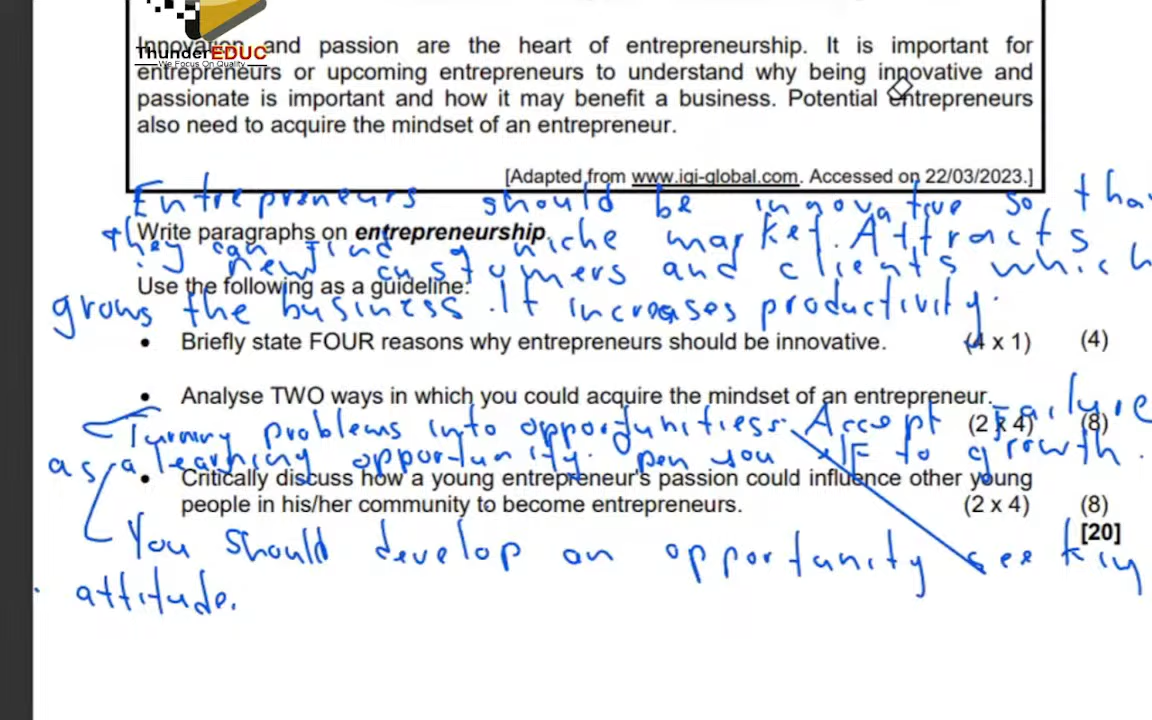 Innovation and passion are the heart of entrepreneurship. It is important for
ThunderEDUC
We Focus On Quality
entrepreneurs or upcoming entrepreneurs to understand why being innovative and
passionate is important and how it may benefit a business. Potential entrepreneurs
also need to acquire the mindset of an entrepreneur.
[Adapted from www.igi-global.com. Accessed on 22/03/2023.]
Entrepreneurs should be innovative so tha
Write paragraphs on entrepreneurship.
they can find a niche market. Attracts
new customers and clients which
Use the following as a guideline:
grows the business. It increases productivity.
• Briefly state FOUR reasons why entrepreneurs should be innovative. (4 x 1) (4)
• Analyse TWO ways in which you could acquire the mindset of an entrepreneur.
(2 x 4) (8)
Turning problems into opportunities. Accept Failure
as a learning opportunity. open you to growth.
• Critically discuss how a young entrepreneur's passion could influence other young
people in his/her community to become entrepreneurs. (2 x 4) (8)
[20]
You should develop an opportunity seeking
attitude.